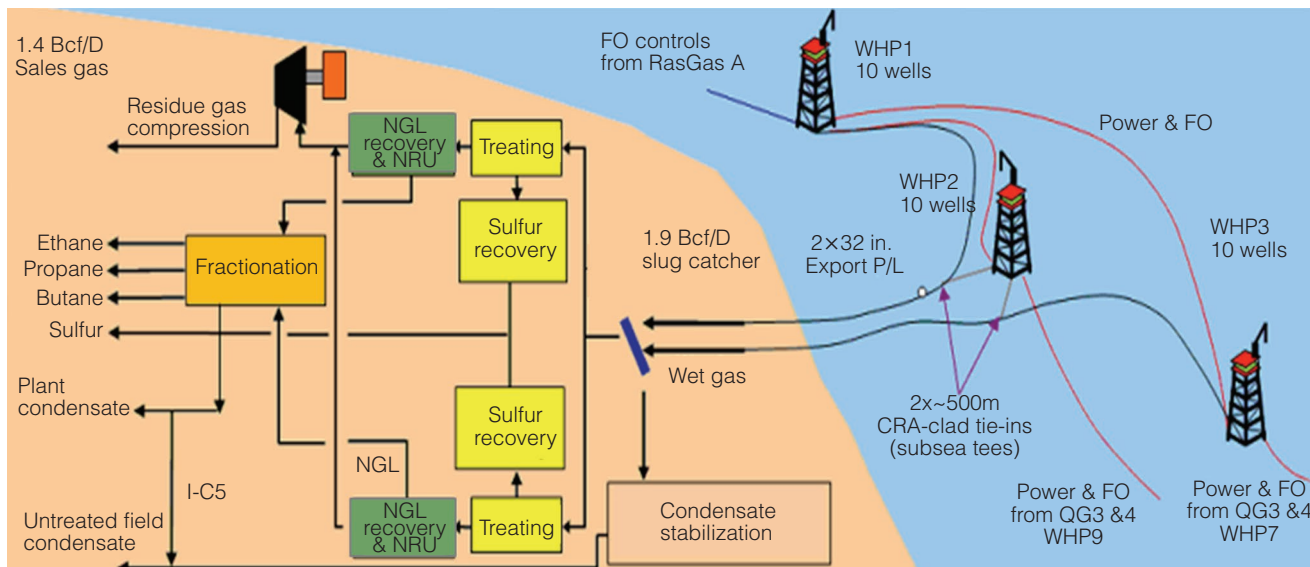 1.4 Bcf/D
Sales gas
Residue gas
compression
NGL
recovery
& NRU
Treating
Sulfur
recovery
Ethane
Propane
Butane
Sulfur
Fractionation
Plant
condensate
I-C5
Untreated field
condensate
NGL
Sulfur
recovery
NGL
recovery
& NRU
Treating
Condensate
stabilization
1.9 Bcf/D
slug catcher
Wet gas
FO controls
from RasGas A
WHP1
10 wells
Power & FO
WHP2
10 wells
WHP3
10 wells
2×32 in.
Export P/L
2x~500m
CRA-clad tie-ins
(subsea tees)
Power & FO
from QG3 &4
WHP9
Power & FO
from QG3 &4
WHP7